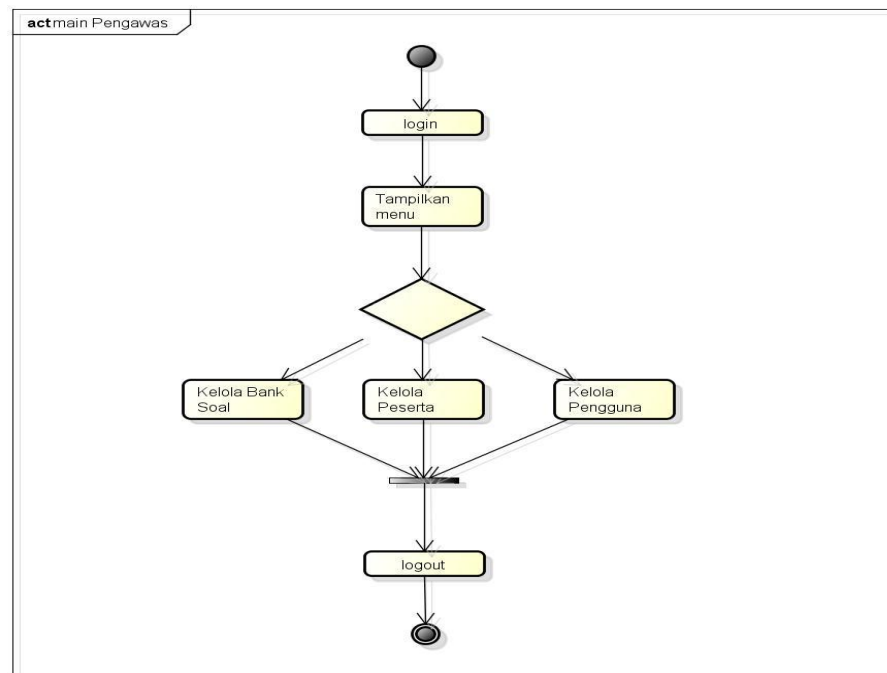 act main Pengawas
login
Tampilkan
menu
Kelola Bank
Soal
Kelola
Peserta
Kelola
Pengguna
logout